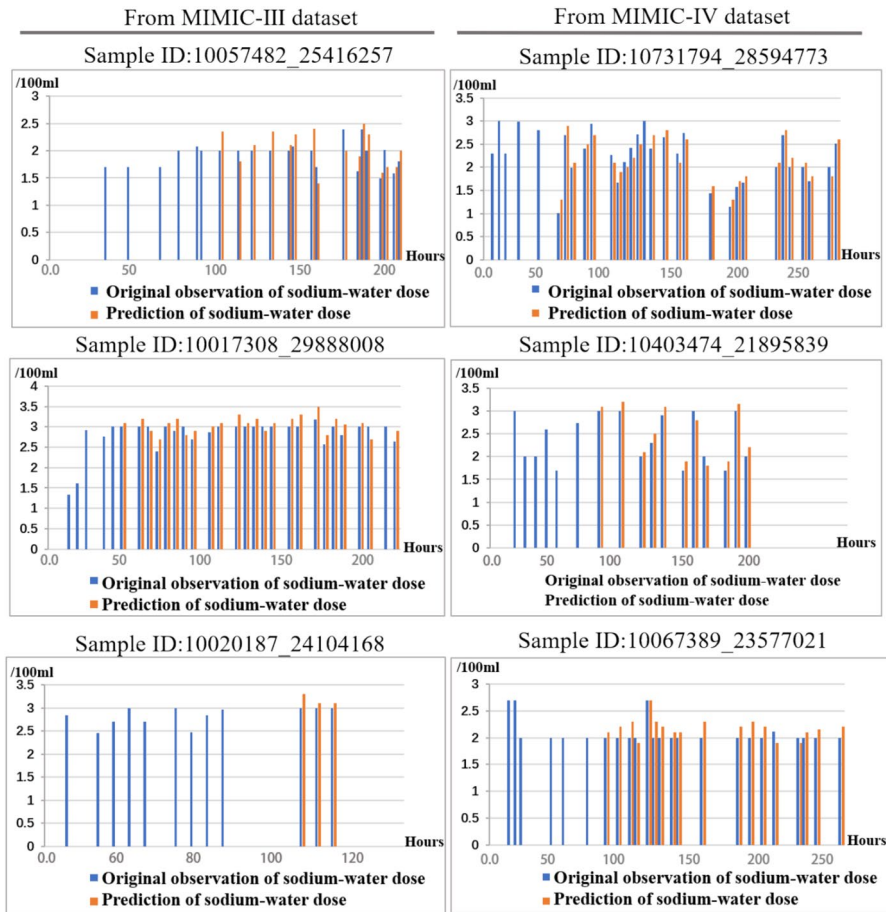 From MIMIC-III dataset
From MIMIC-IV dataset
Sample ID:10057482_25416257
/100ml
3
2.5
2
1.5
1
0.5
0
0.0 50 100 150 200
Hours
Original observation of sodium-water dose
Prediction of sodium-water dose
Sample ID:10731794_28594773
/100ml
3.5
3
2.5
2
1.5
1
0.5
0
0.0 50 100 150 200 250
Hours
Original observation of sodium-water dose
Prediction of sodium-water dose
Sample ID:10017308_29888008
/100ml
4
3.5
3
2.5
2
1.5
1
0.5
0
50 100 150 200
Hours
Original observation of sodium-water dose
Prediction of sodium-water dose
Sample ID:10403474_21895839
/100ml
3.5
3
2.5
2
1.5
1
0.5
0
0.0 50 100 150 200
Hours
Original observation of sodium-water dose
Prediction of sodium-water dose
Sample ID:10020187_24104168
/100ml
3.5
3
2.5
2
1.5
1
0.5
0
0.0 60 80 100 120
Hours
Original observation of sodium-water dose
Prediction of sodium-water dose
Sample ID:10067389_23577021
/100ml
3
2.5
2
1.5
1
0.5
0
0.0 50 100 150 200 250
Hours
Original observation of sodium-water dose
Prediction of sodium-water dose